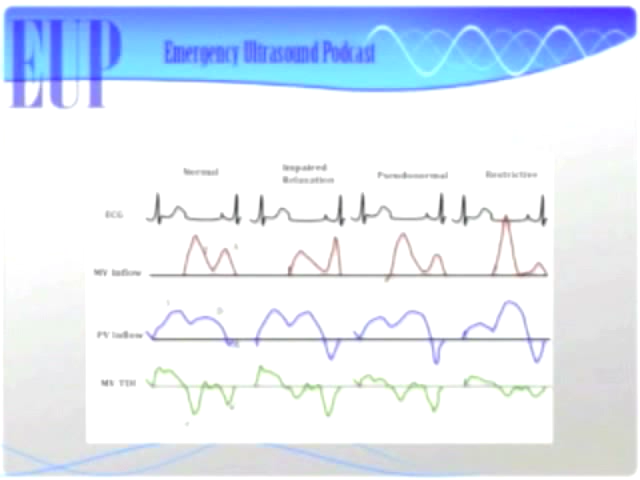 EUP
Emergency Ultrasound Podcast
Normal
Impaired
Relaxation
Pseudonormal
Restrictive
ECG
MV Inflow
PV Inflow
MV TDI